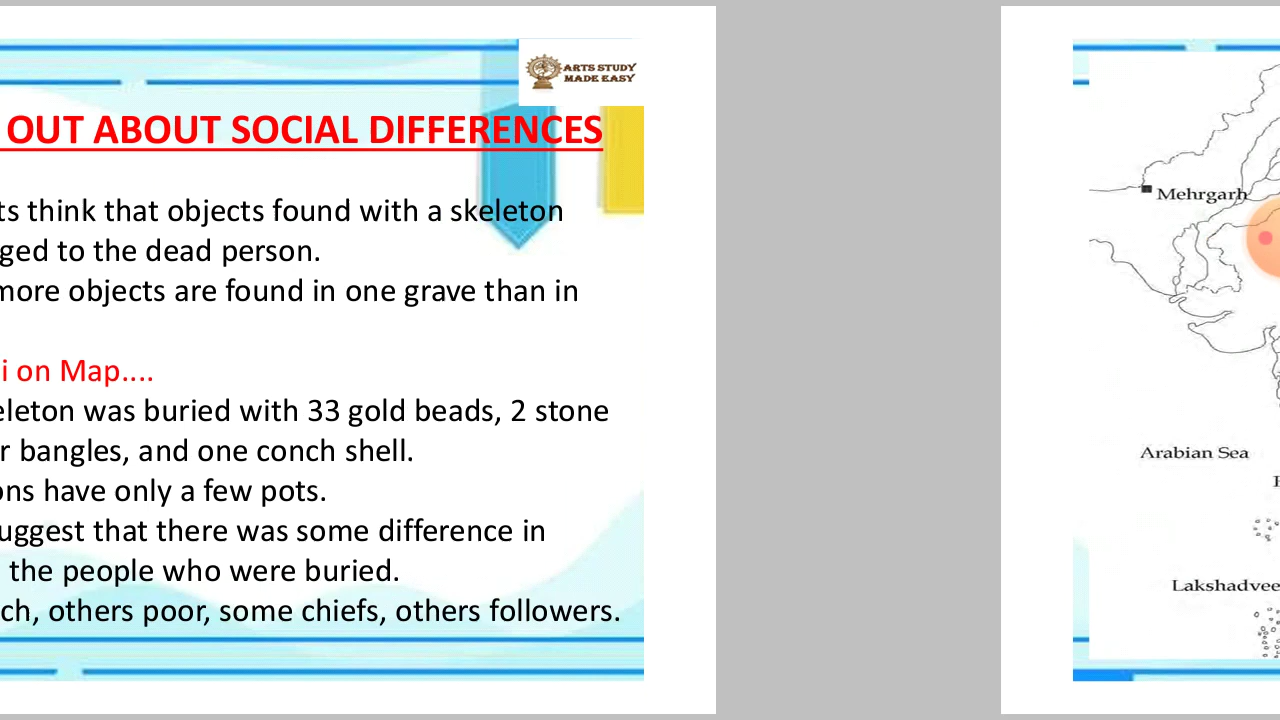 ARTS STUDY
MADE EASY
OUT ABOUT SOCIAL DIFFERENCES
ts think that objects found with a skeleton
ged to the dead person.
more objects are found in one grave than in
i on Map....
eleton was buried with 33 gold beads, 2 stone
r bangles, and one conch shell.
ons have only a few pots.
uggest that there was some difference in
the people who were buried.
ch, others poor, some chiefs, others followers.
Mehrgarh
Arabian Sea
Lakshadwee